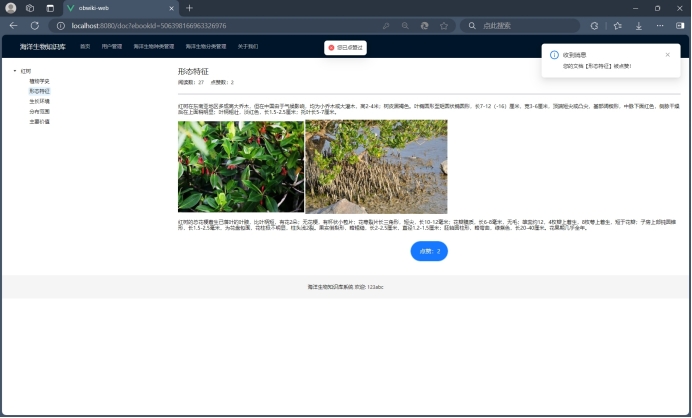 obwiki-web
localhost:8080/doc?ebookId=506398166963326976
点此搜索
海洋生物知识库
首页
用户管理
海洋生物种类管理
海洋生物分类管理
关于我们
您已点赞过
收到消息
您的文档【形态特征】被点赞！
红树
植物学史
形态特征
生长环境
分布范围
主要价值
形态特征
阅读数：27 点赞数：2
红树在东南亚地区多成高大乔木，但在中国由于气候影响，均为小乔木或大灌木，高2-4米；树皮黑褐色。叶椭圆形至矩圆状椭圆形，长7-12（-16）厘米，宽3-6厘米，顶端短尖或凸尖，基部阔楔形，中脉下面红色，侧脉干燥后在上面稍明显；叶柄粗壮，淡红色，长1.5-2.5厘米；托叶长5-7厘米。
红树的总花梗着生已落叶的叶腋，比叶柄短，有花2朵；无花梗，有杯状小苞片；花萼裂片长三角形，短尖，长10-12毫米；花瓣膜质，长6-8毫米，无毛；雄蕊约12，4枚瓣上着生，8枚萼上着生，短于花瓣；子房上部钝圆锥形，长1.5-2.5毫米，为花盘包围，花柱极不明显，柱头浅2裂。果实倒梨形，略粗糙，长2-2.5厘米，直径1.2-1.5厘米；胚轴圆柱形，略弯曲，绿紫色，长20-40厘米。花果期几乎全年。
点赞：2
海洋生物知识库系统 欢迎: 123abc